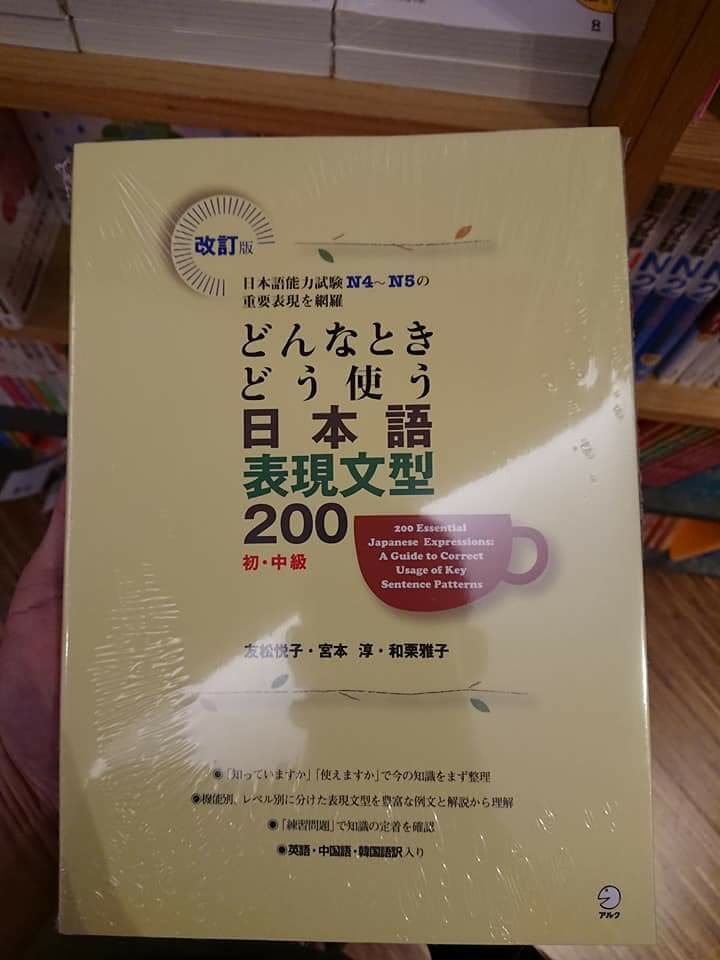 改訂版
日本語能力試験N4〜N5の
重要表現を網羅
どんなとき
どう使う
日本語
表現文型
200
初・中級
200 Essential
Japanese Expressions:
A Guide to Correct
Usage of Key
Sentence Patterns
友松悦子・宮本 淳・和栗雅子
◉「知っていますか」「使えますか」で今の知識をまず整理
◉機能別、レベル別に分けた表現文型を豊富な例文と解説から理解
◉「練習問題」で知識の定着を確認
◉英語・中国語・韓国語訳入り
アルク